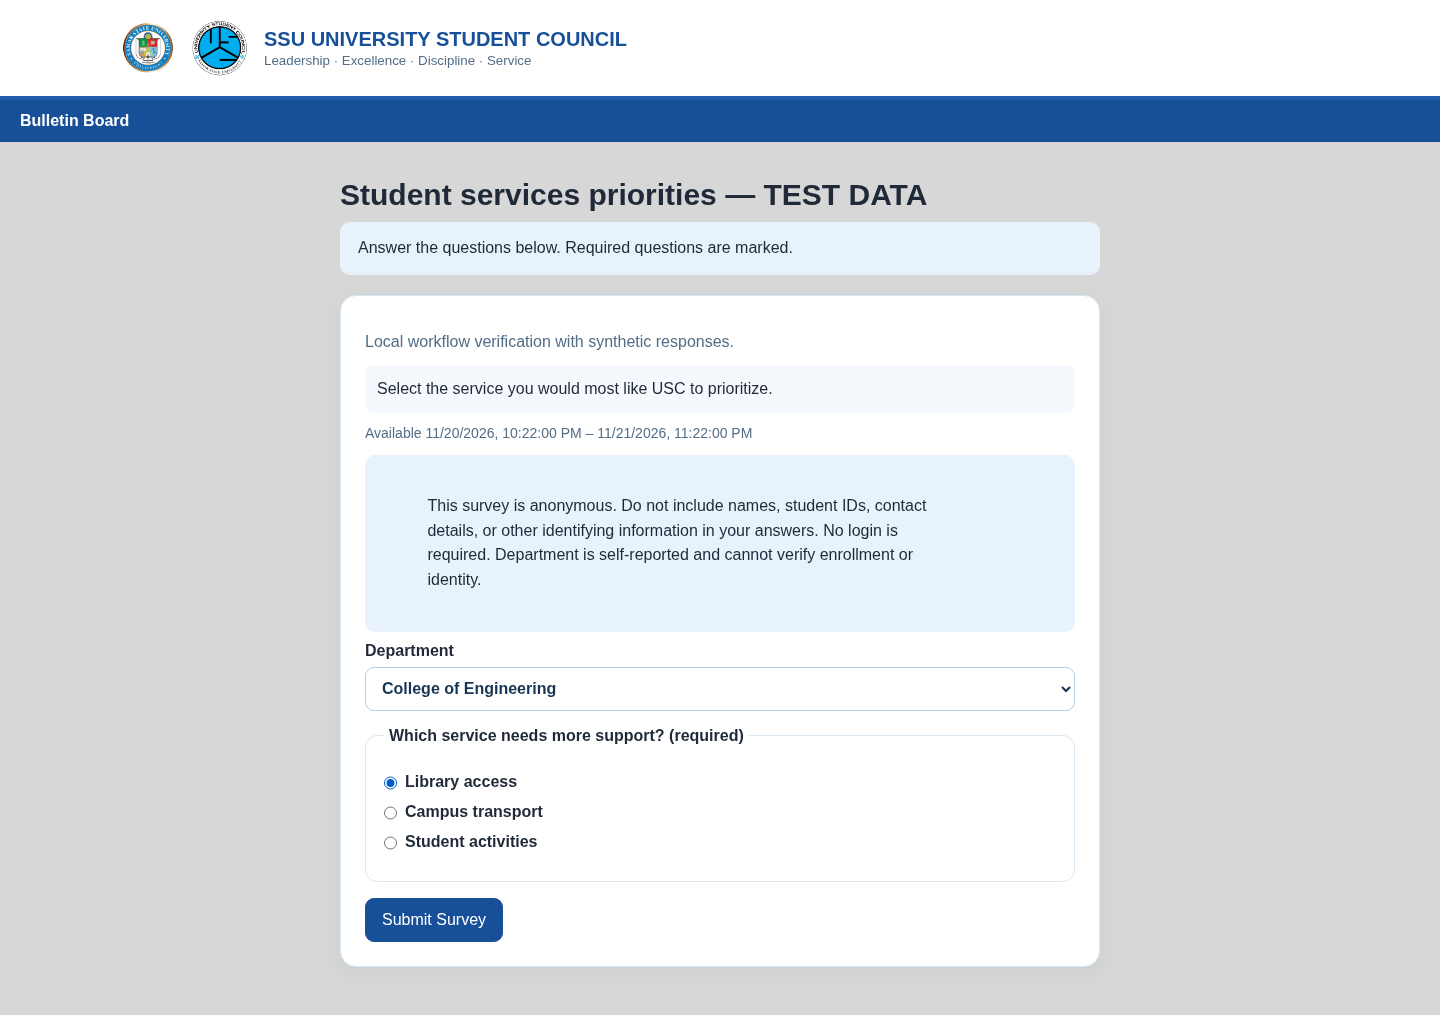 SSU UNIVERSITY STUDENT COUNCIL
Leadership · Excellence · Discipline · Service
Bulletin Board
Student services priorities — TEST DATA
Answer the questions below. Required questions are marked.
Local workflow verification with synthetic responses.
Select the service you would most like USC to prioritize.
Available 11/20/2026, 10:22:00 PM – 11/21/2026, 11:22:00 PM
This survey is anonymous. Do not include names, student IDs, contact
details, or other identifying information in your answers. No login is
required. Department is self-reported and cannot verify enrollment or
identity.
Department
College of Engineering
Which service needs more support? (required)
Library access
Campus transport
Student activities
Submit Survey